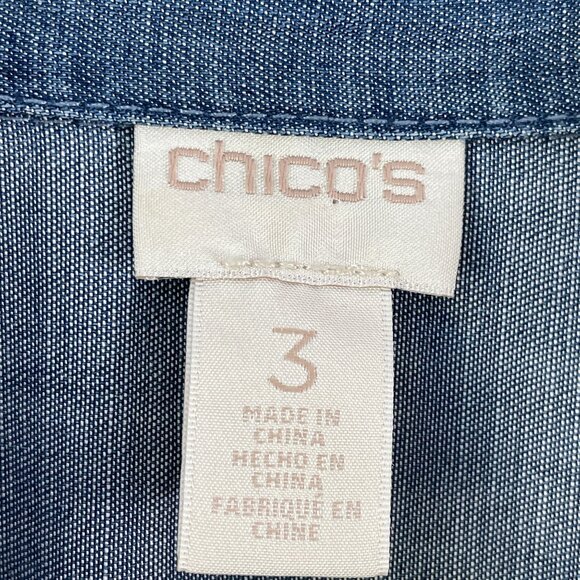 chico's
3
MADE IN
CHINA
HECHO EN
CHINA
FABRIQUÉ EN
CHINE